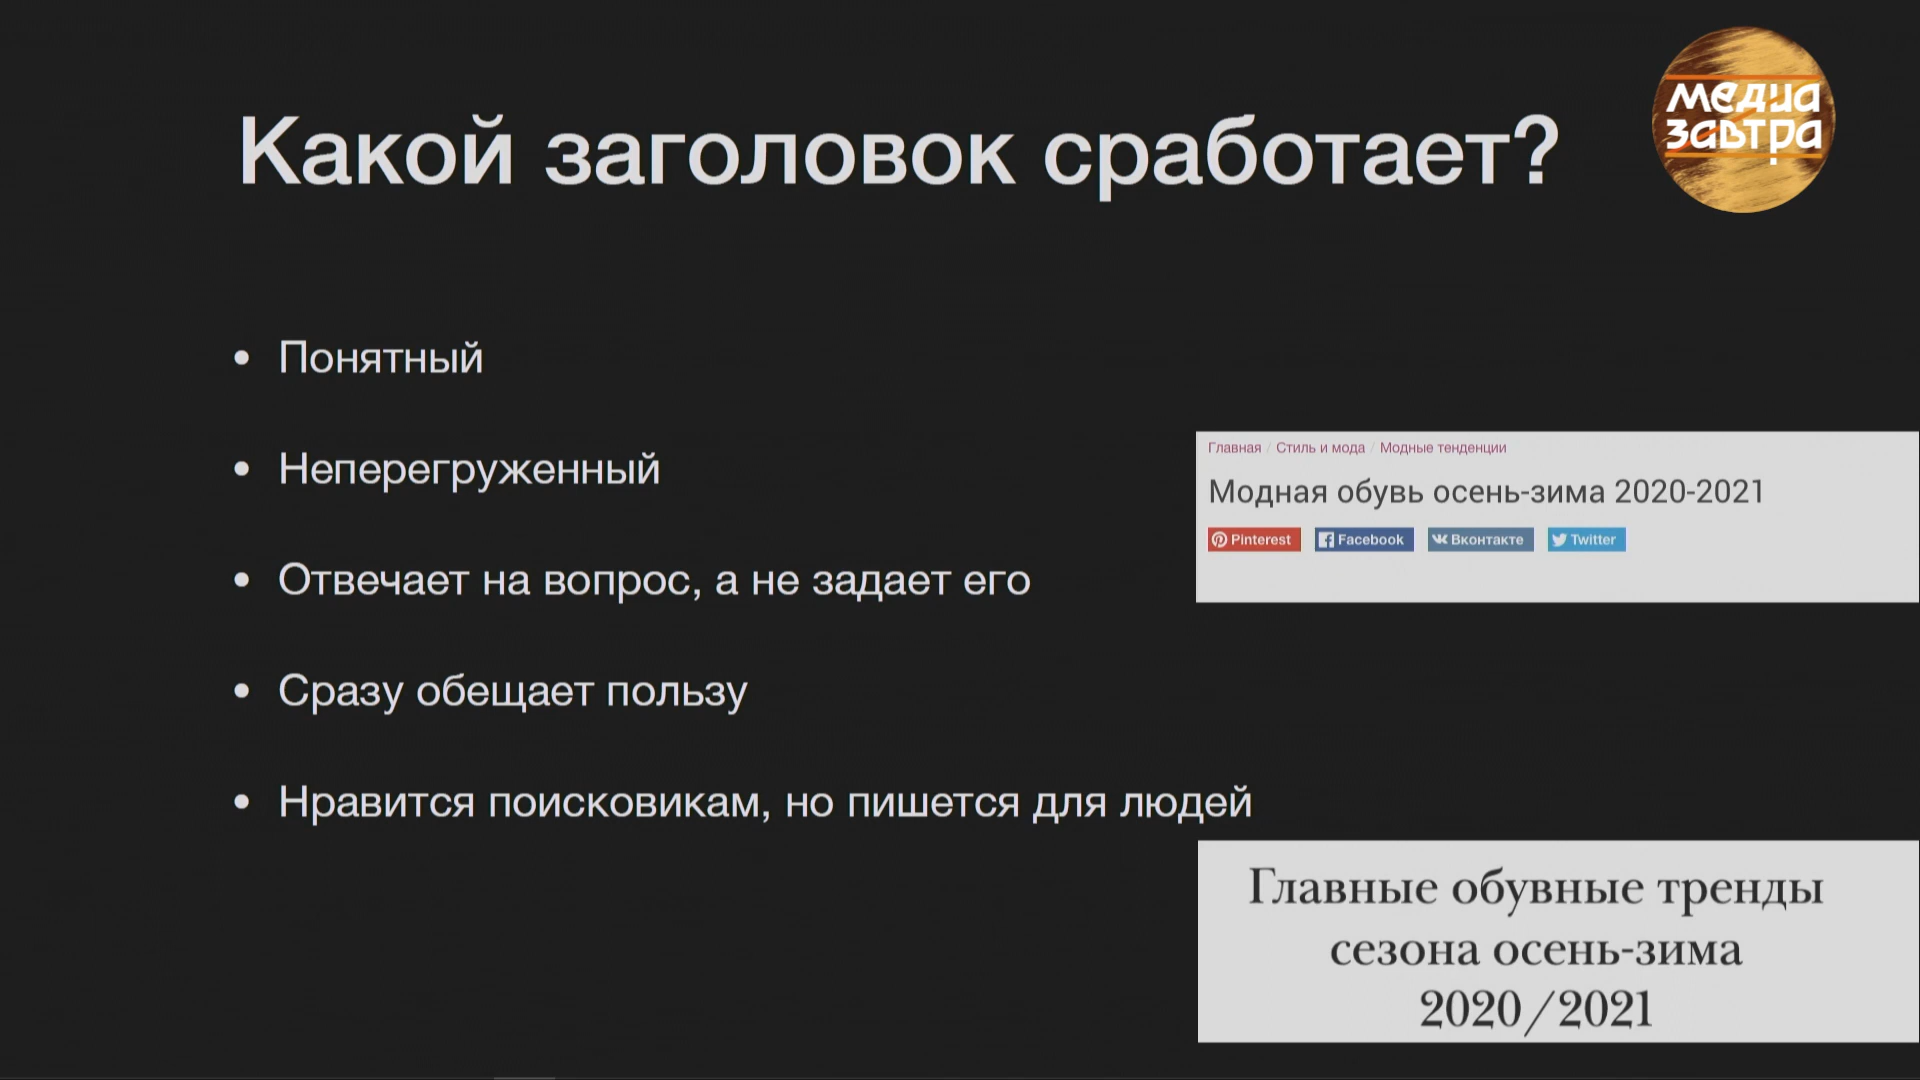 медиа
завтра
Какой заголовок сработает?
• Понятный
• Неперегруженный
• Отвечает на вопрос, а не задает его
• Сразу обещает пользу
• Нравится поисковикам, но пишется для людей
Главная / Стиль и мода / Модные тенденции
Модная обувь осень-зима 2020-2021
Pinterest Facebook Вконтакте Twitter
Главные обувные тренды
сезона осень-зима
2020/2021